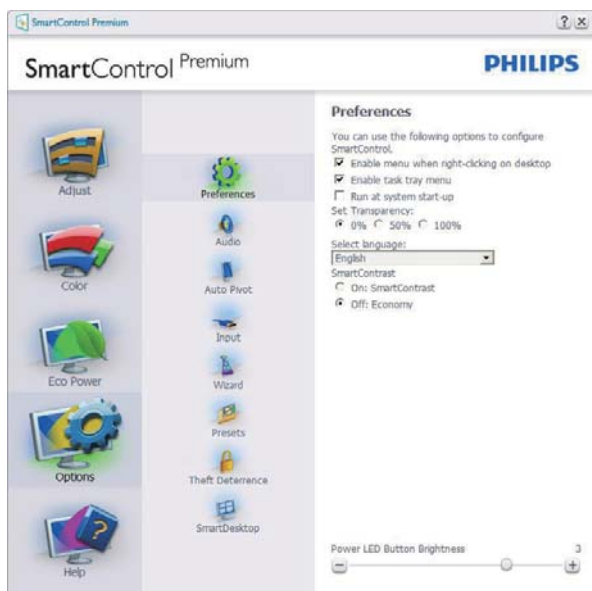 SmartControl Premium
? x
SmartControl Premium
PHILIPS
Adjust
Color
Eco Power
Options
Help
Preferences
Audio
Auto Pivot
Input
Wizard
Presets
Theft Deterrence
SmartDesktop
Preferences
You can use the following options to configure
SmartControl.
Enable menu when right-clicking on desktop
Enable task tray menu
Run at system start-up
Set Transparency:
0% 50% 100%
Select language:
English
SmartContrast
On: SmartContrast
Off: Economy
Power LED Button Brightness 3